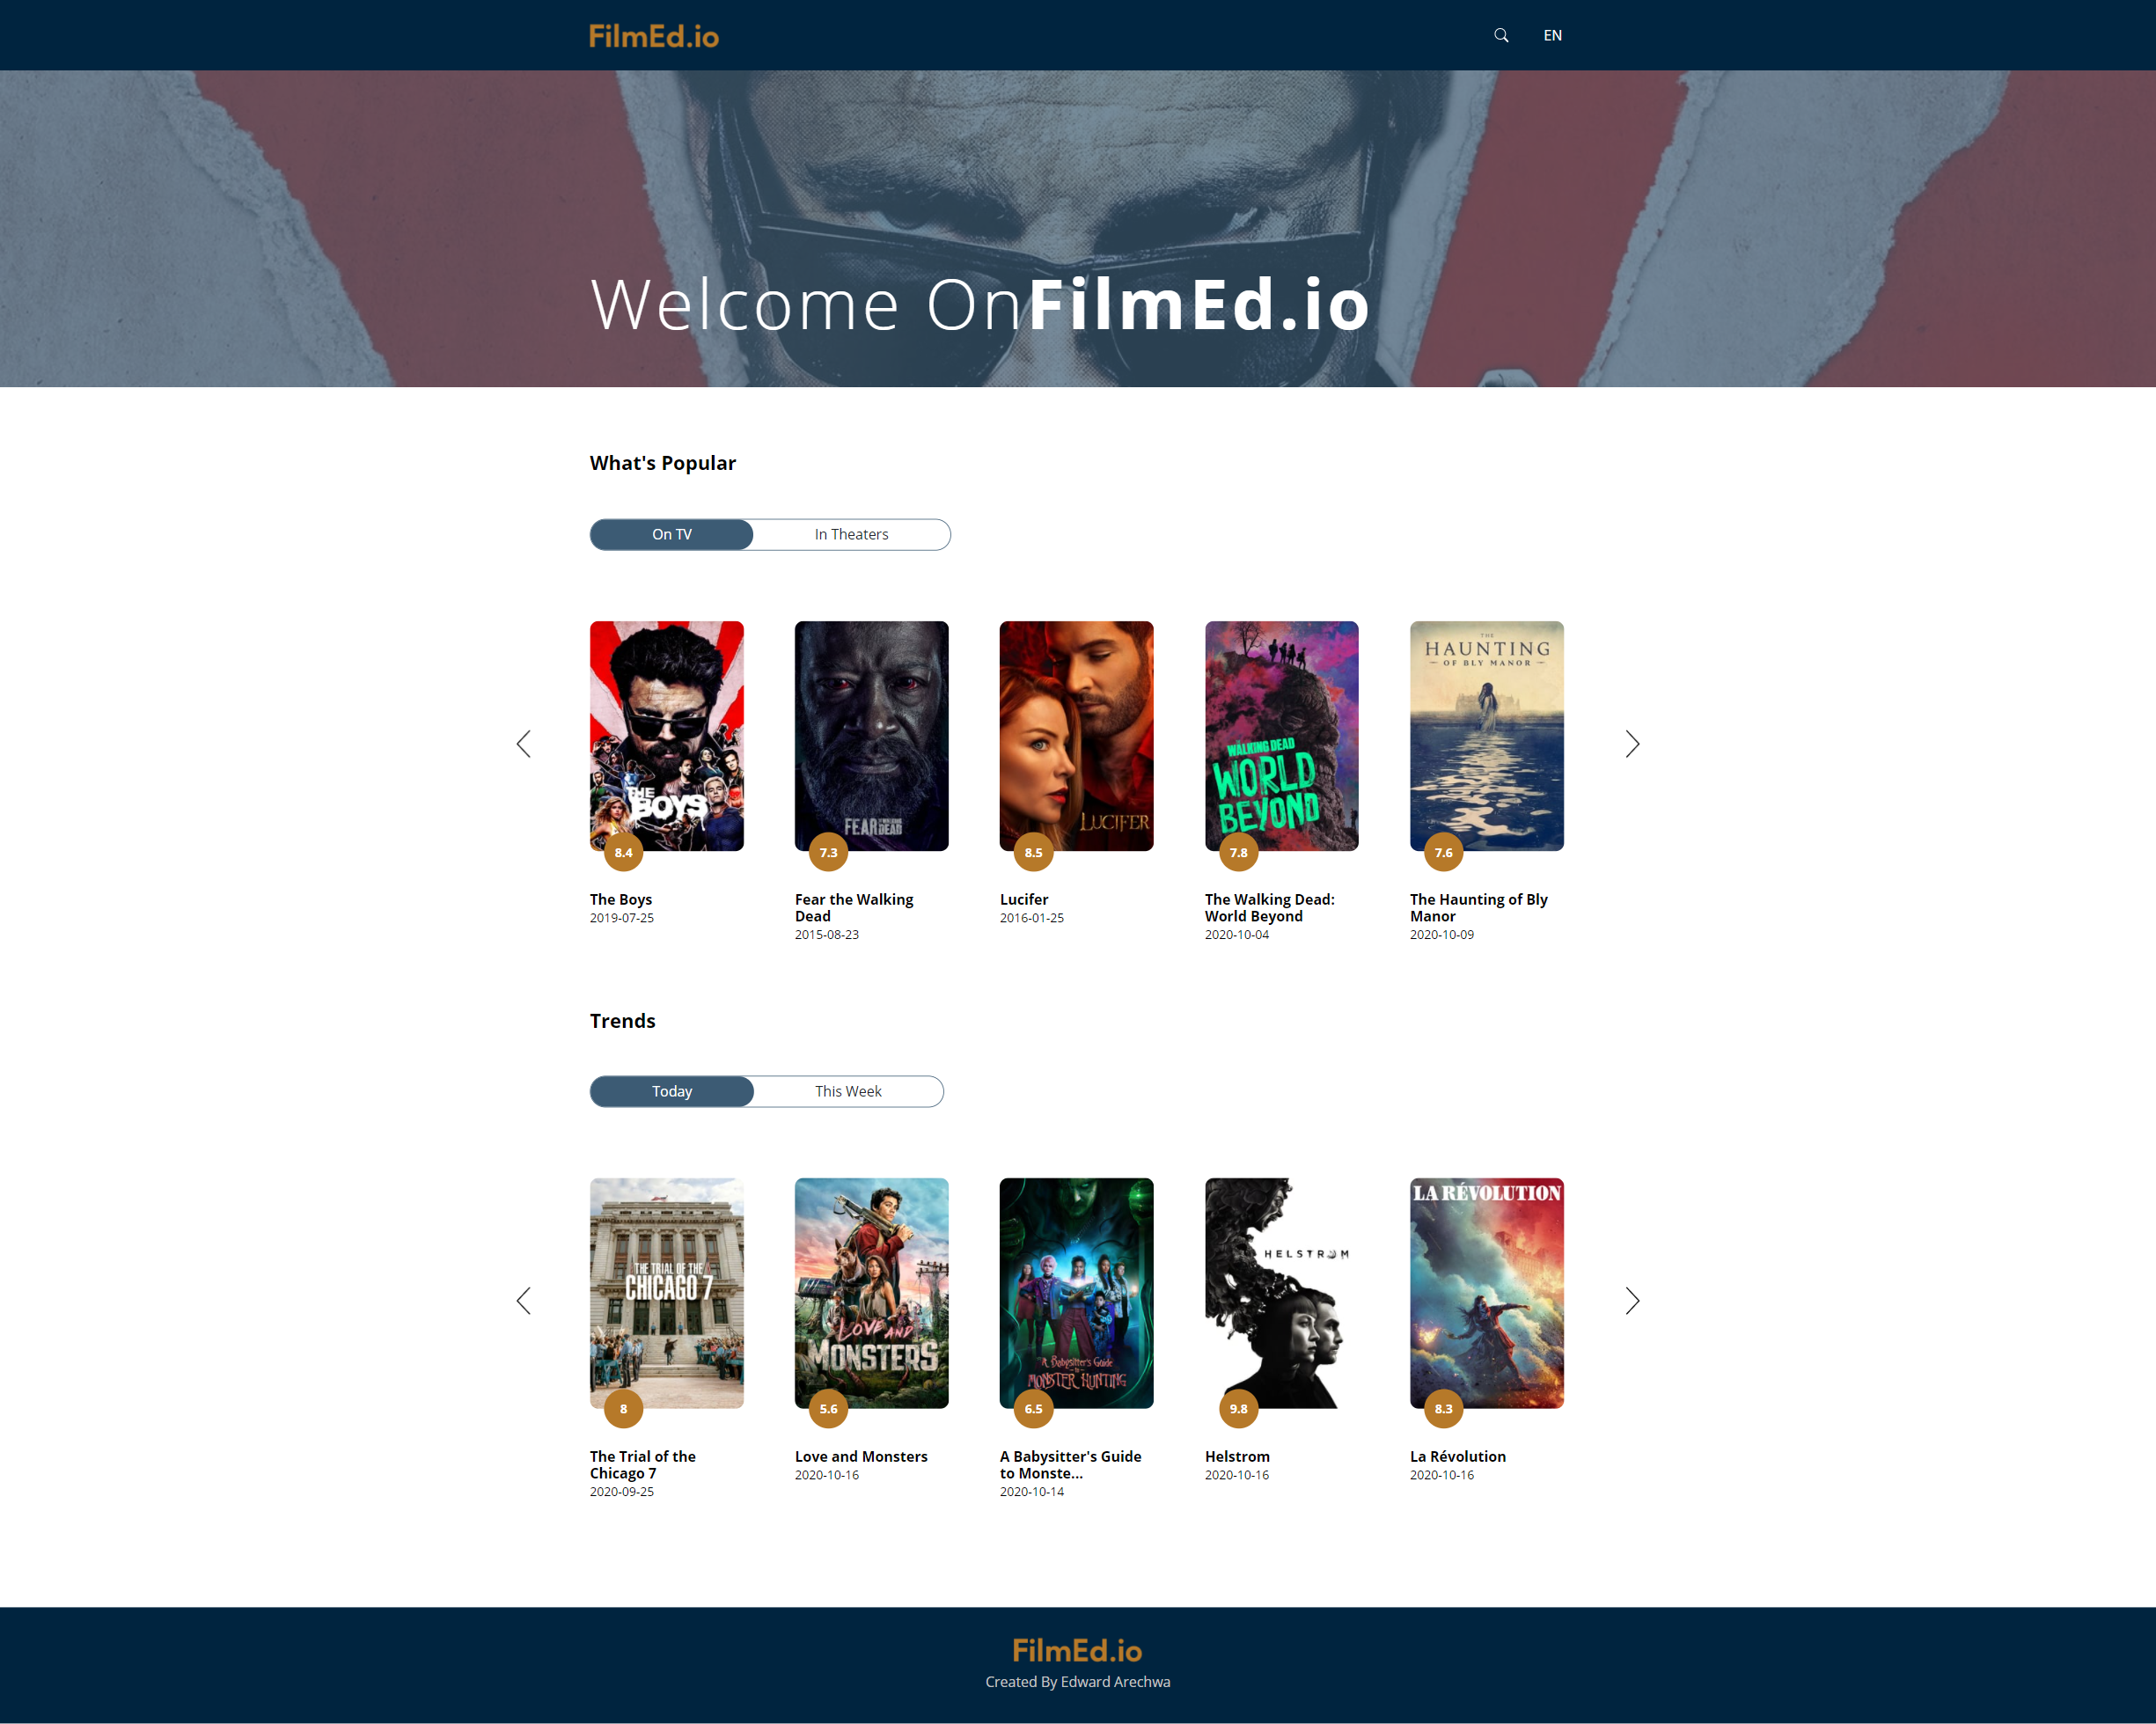 FilmEd.io
EN
Welcome OnFilmEd.io
What's Popular
On TV
In Theaters
THE
BOYS
FEAR THE WALKING DEAD
LUCIFER
THE WALKING DEAD
WORLD
BEYOND
THE
HAUNTING
OF BLY MANOR
8.4
7.3
8.5
7.8
7.6
The Boys
2019-07-25
Fear the Walking
Dead
2015-08-23
Lucifer
2016-01-25
The Walking Dead:
World Beyond
2020-10-04
The Haunting of Bly
Manor
2020-10-09
Trends
Today
This Week
THE TRIAL OF THE
CHICAGO 7
LOVE AND
MONSTERS
A Babysitter's Guide
to
MONSTER HUNTING
HELSTROM
LA RÉVOLUTION
8
5.6
6.5
9.8
8.3
The Trial of the
Chicago 7
2020-09-25
Love and Monsters
2020-10-16
A Babysitter's Guide
to Monste...
2020-10-14
Helstrom
2020-10-16
La Révolution
2020-10-16
FilmEd.io
Created By Edward Arechwa